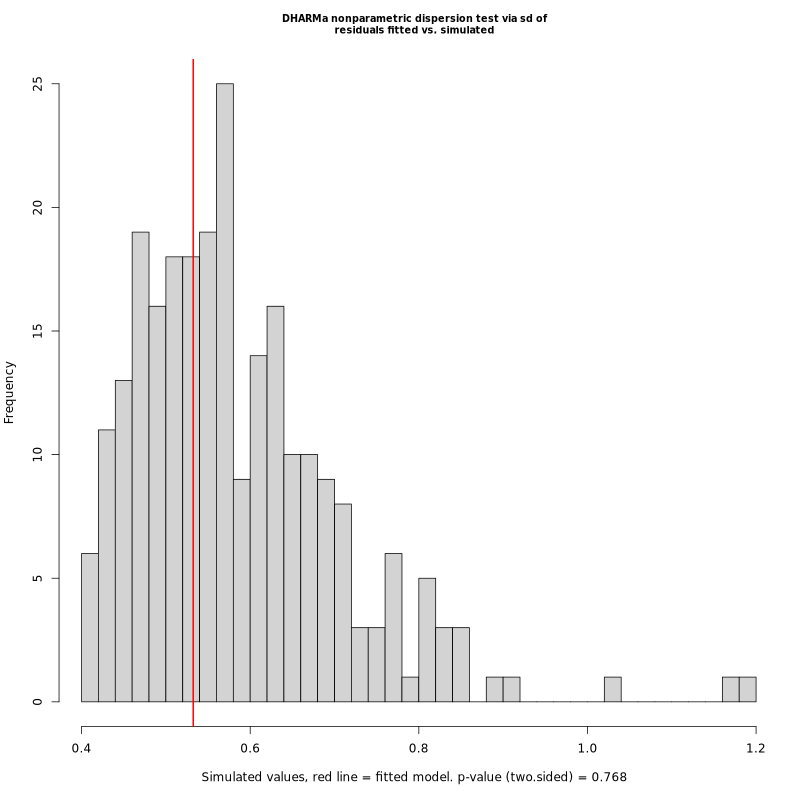 DHARMa nonparametric dispersion test via sd of
residuals fitted vs. simulated
25
20
15
10
5
0
Frequency
0.4 0.6 0.8 1.0 1.2
Simulated values, red line = fitted model. p-value (two.sided) = 0.768